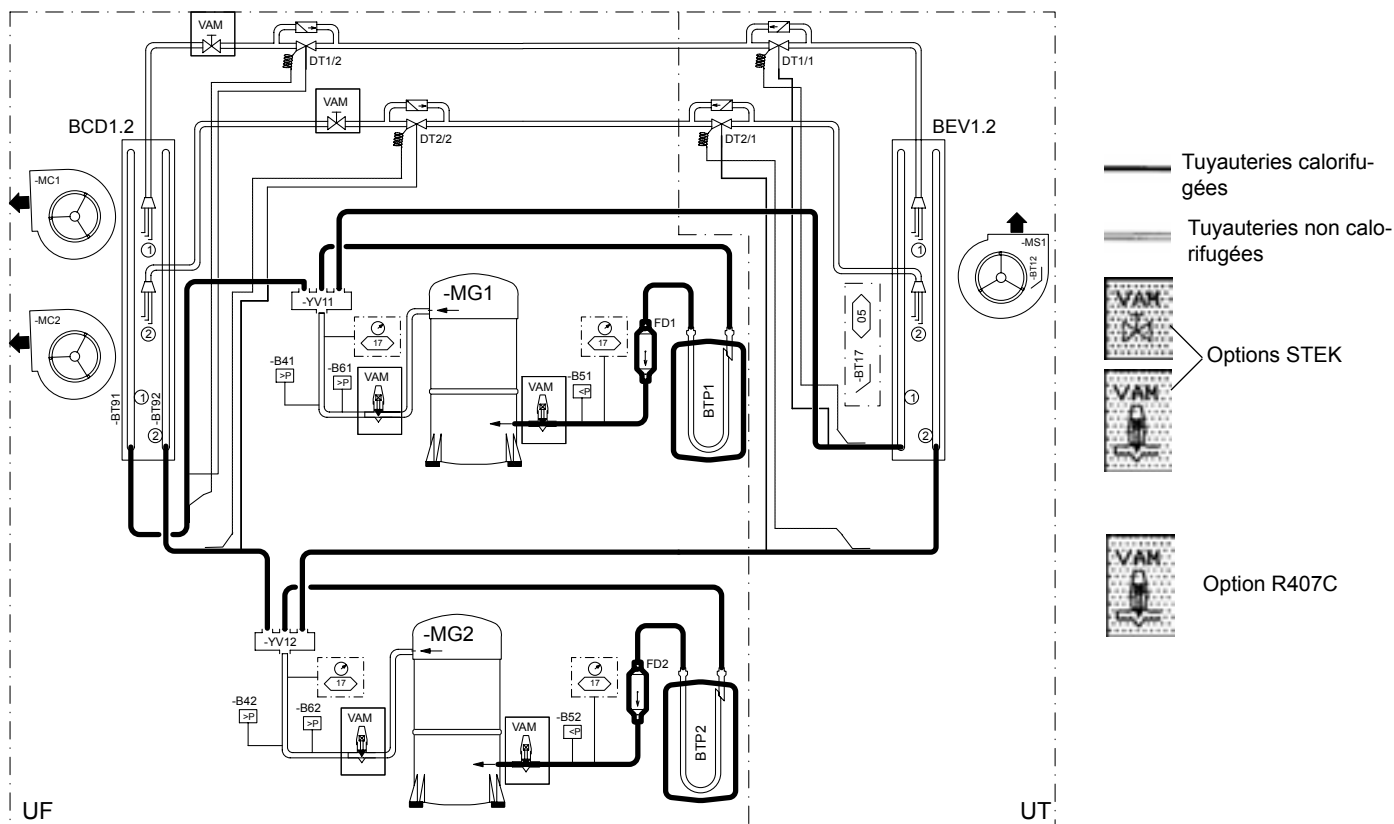 VAM
DT1/2
DT1/1
VAM
BCD1.2
DT2/2
DT2/1
BEV1.2
-MC1
1
1
-MS1
-BT12
-MC2
2
2
-YV11
-MG1
17
-B41
>P
-B61
>P
VAM
17
-B51
<P
VAM
FD1
BTP1
05
-BT17
-BT91
1
-BT92
2
1
2
-YV12
-MG2
17
-B42
>P
-B62
>P
VAM
17
-B52
<P
VAM
FD2
BTP2
UF
UT
Tuyauteries calorifu-
gées
Tuyauteries non calo-
rifugées
VAM
Options STEK
VAM
VAM
Option R407C